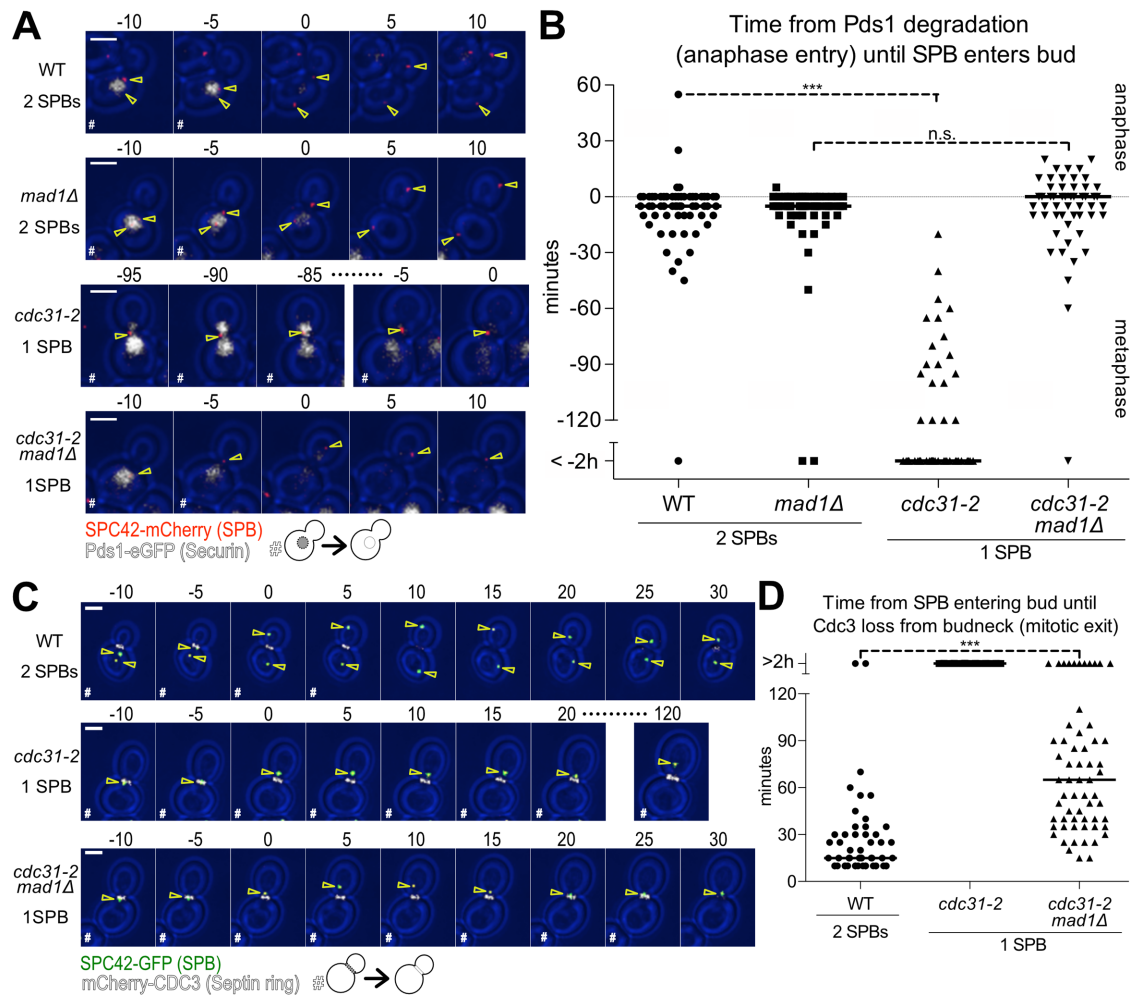 A
-10 -5 0 5 10
WT
2 SPBs
# #
-10 -5 0 5 10
mad1Δ
2 SPBs
# # #
-95 -90 -85 ········ -5 0
cdc31-2
1 SPB
# # # #
-10 -5 0 5 10
cdc31-2
mad1Δ
1SPB
# #
SPC42-mCherry (SPB)
Pds1-eGFP (Securin) #
B
Time from Pds1 degradation
(anaphase entry) until SPB enters bud
60
30
0
-30
-60
-90
-120
< -2h
minutes
***
n.s.
anaphase
metaphase
WT mad1Δ cdc31-2 cdc31-2
mad1Δ
2 SPBs 1 SPB
C
-10 -5 0 5 10 15 20 25 30
WT
2 SPBs
# # # #
-10 -5 0 5 10 15 20 ········ 120
cdc31-2
1 SPB
# # # # # # # #
-10 -5 0 5 10 15 20 25 30
cdc31-2
mad1Δ
1SPB
# # # # # # # #
SPC42-GFP (SPB)
mCherry-CDC3 (Septin ring) #
D
Time from SPB entering bud until
Cdc3 loss from budneck (mitotic exit)
***
>2h
120
90
60
30
0
minutes
WT cdc31-2 cdc31-2
mad1Δ
2 SPBs 1 SPB